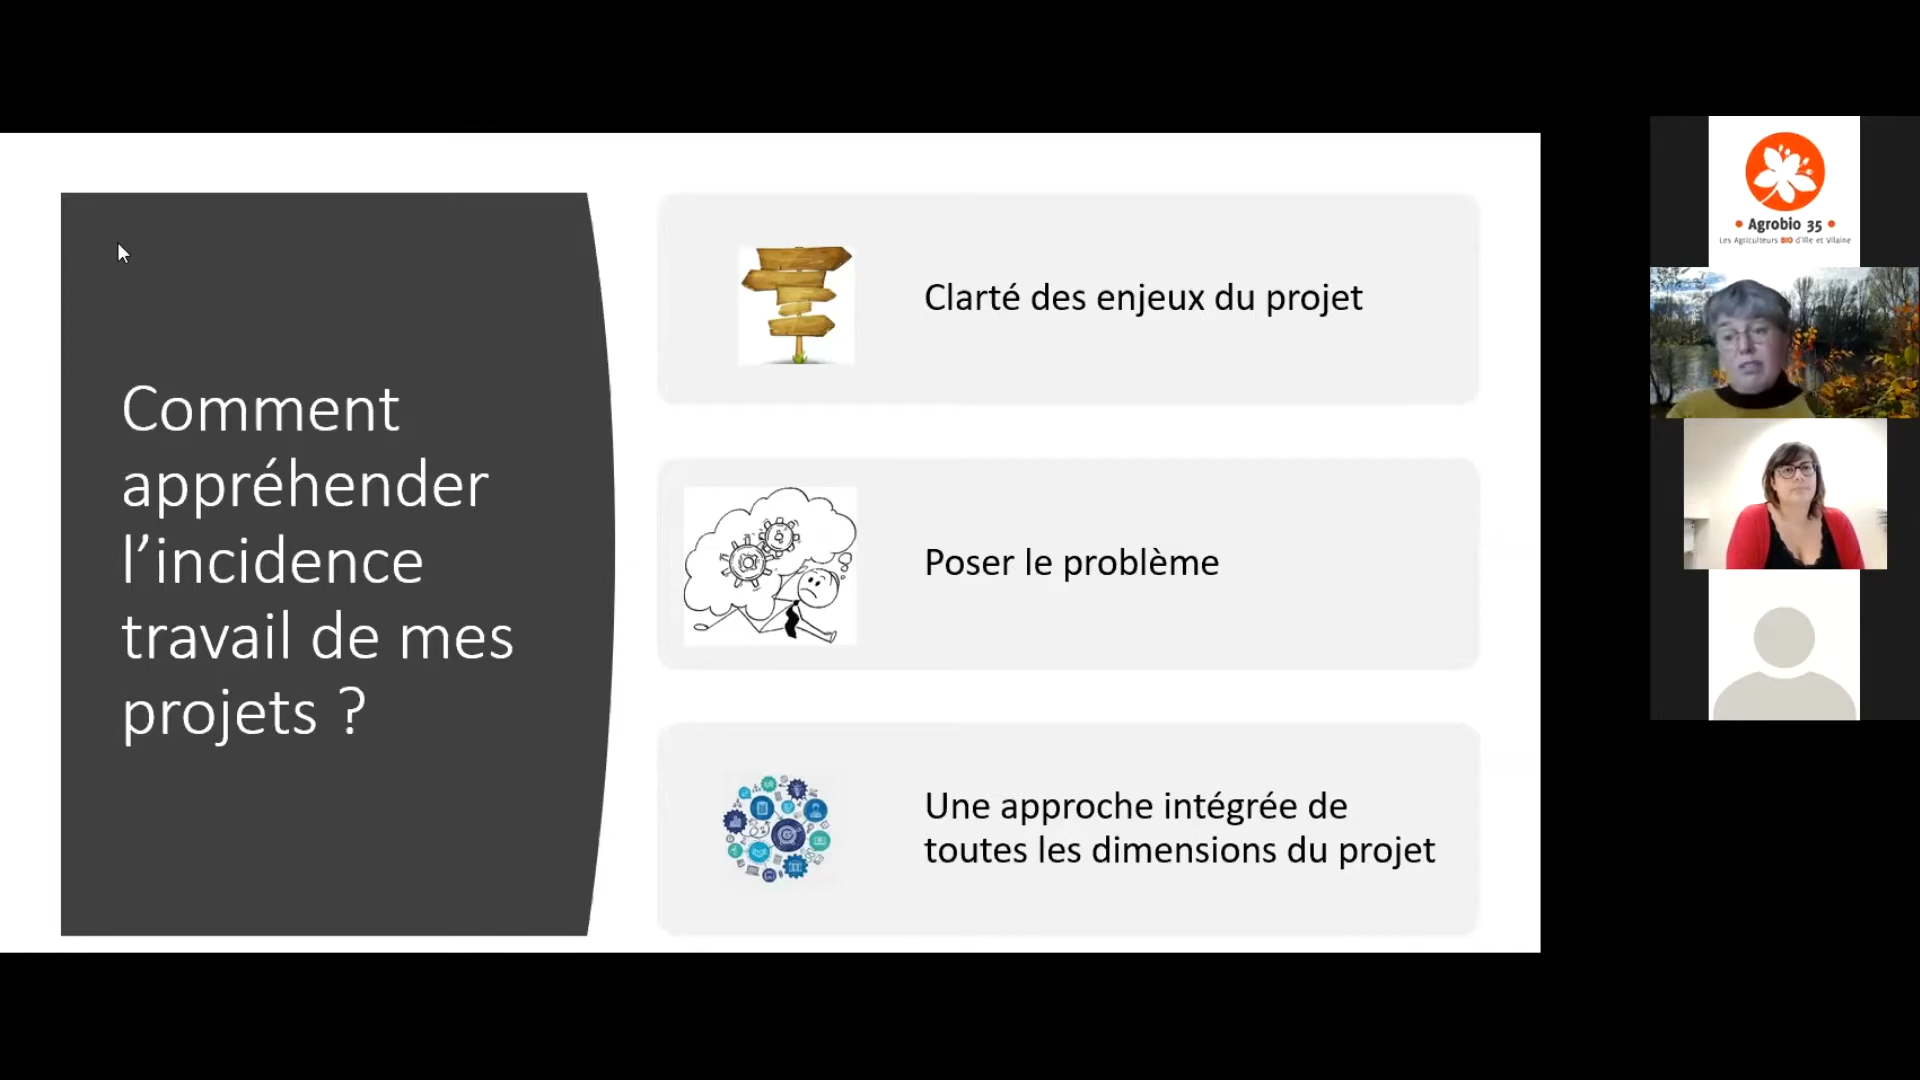 Comment
appréhender
l’incidence
travail de mes
projets ?
Clarté des enjeux du projet
Poser le problème
Une approche intégrée de
toutes les dimensions du projet
• Agrobio 35 •
Les Agriculteurs BIO d'Ille et Vilaine